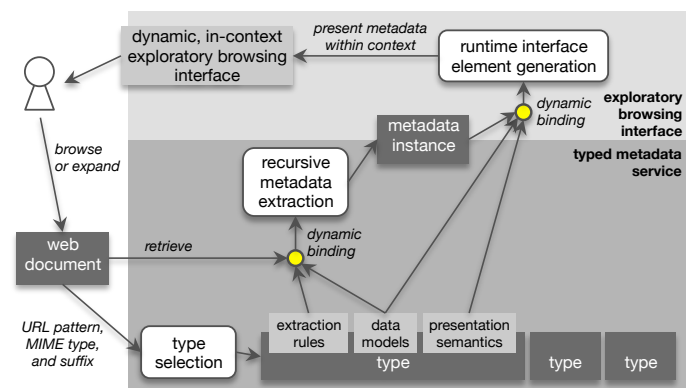 dynamic, in-context
exploratory browsing
interface
present metadata
within context
runtime interface
element generation
exploratory
browsing
interface
dynamic
binding
metadata
instance
typed metadata
service
browse
or expand
recursive
metadata
extraction
web
document
retrieve
dynamic
binding
URL pattern,
MIME type,
and suffix
type
selection
extraction
rules
data
models
presentation
semantics
type
type
type